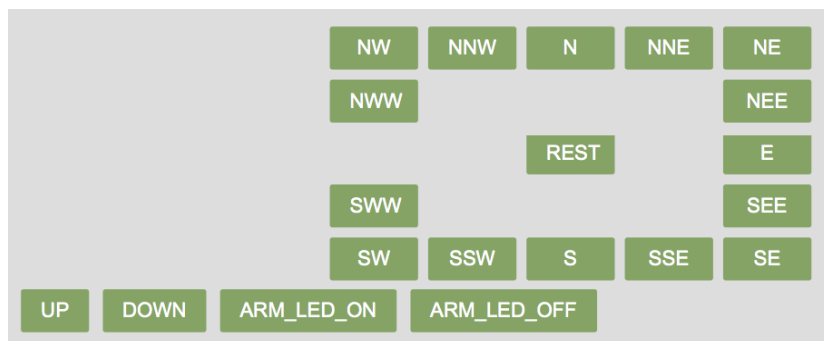 NW NNW N NNE NE
NWW NEE
REST E
SWW SEE
SW SSW S SSE SE
UP DOWN ARM_LED_ON ARM_LED_OFF